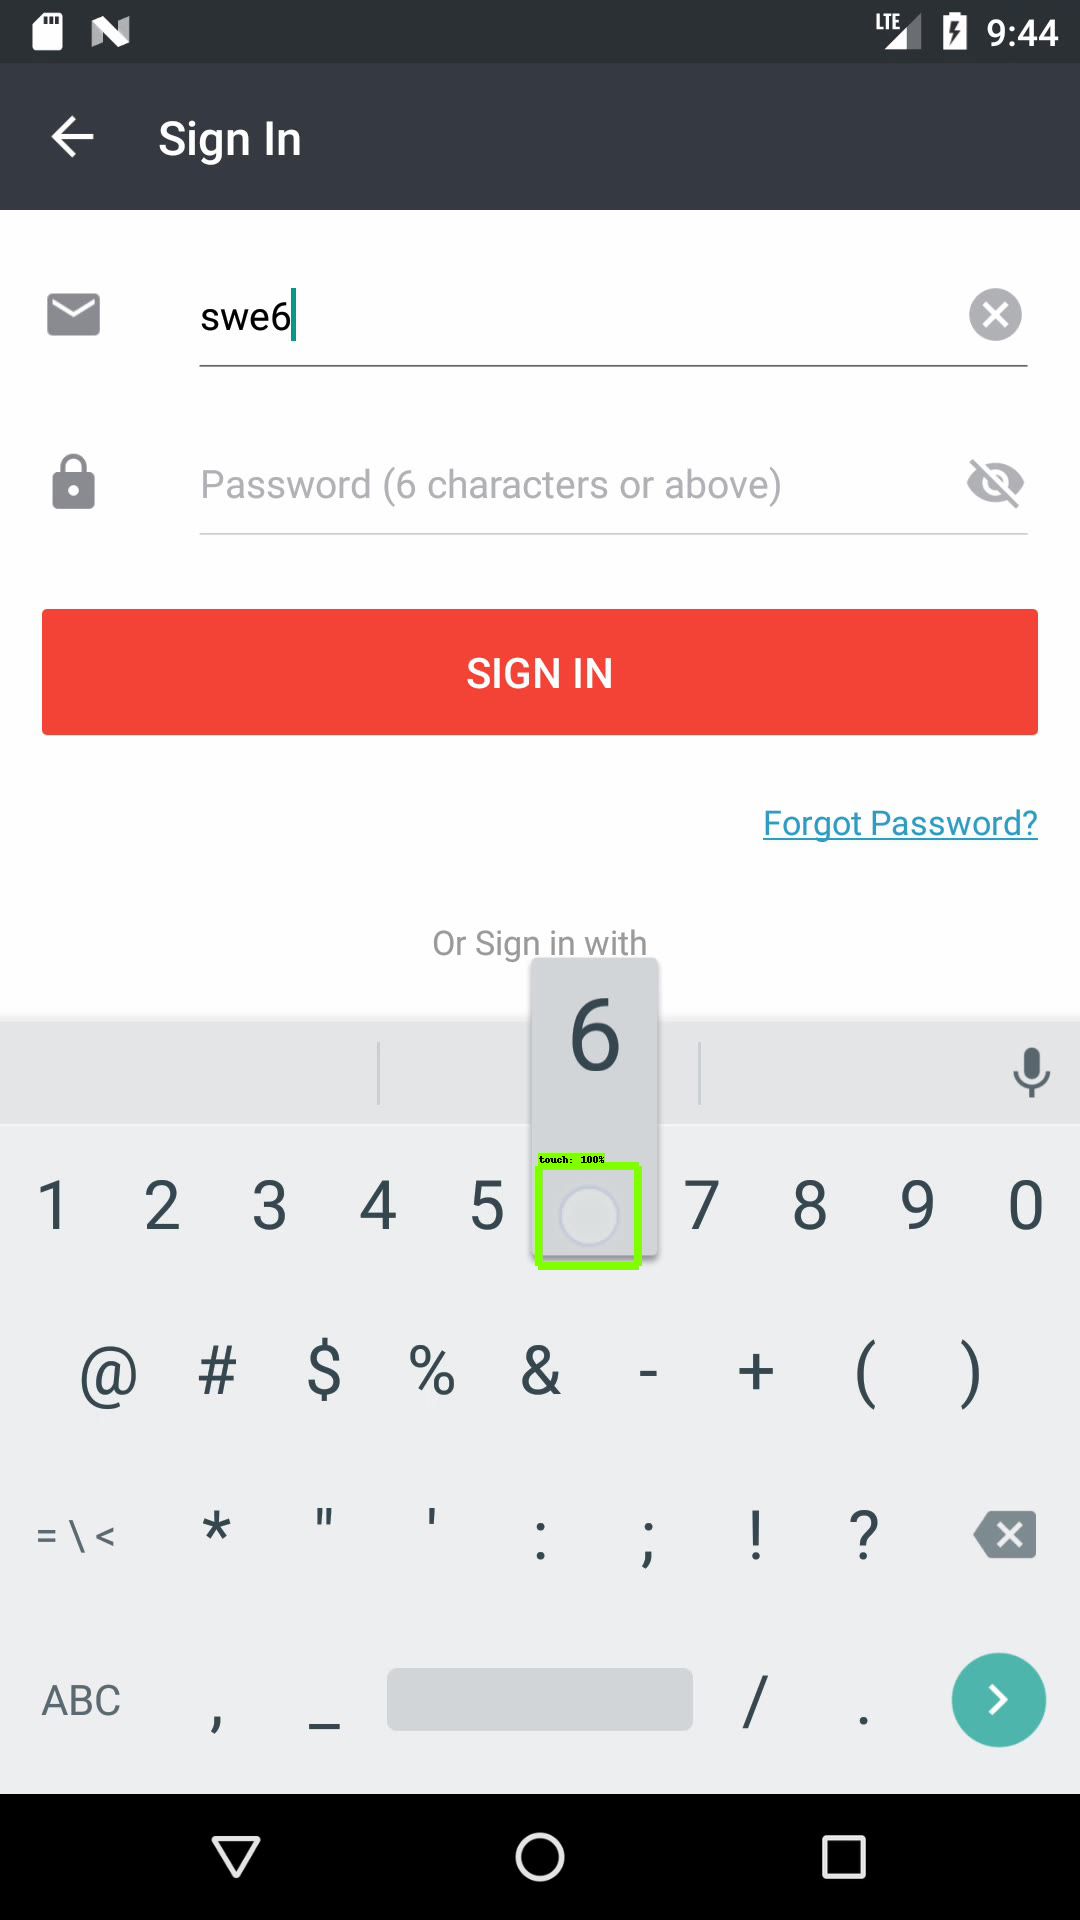 LTE 9:44
Sign In
swe6
Password (6 characters or above)
SIGN IN
Forgot Password?
Or Sign in with
6
touch: 100%
1 2 3 4 5 7 8 9 0
@ # $ % & - + ( )
= \ < * " ' : ; ! ?
ABC , _ / .